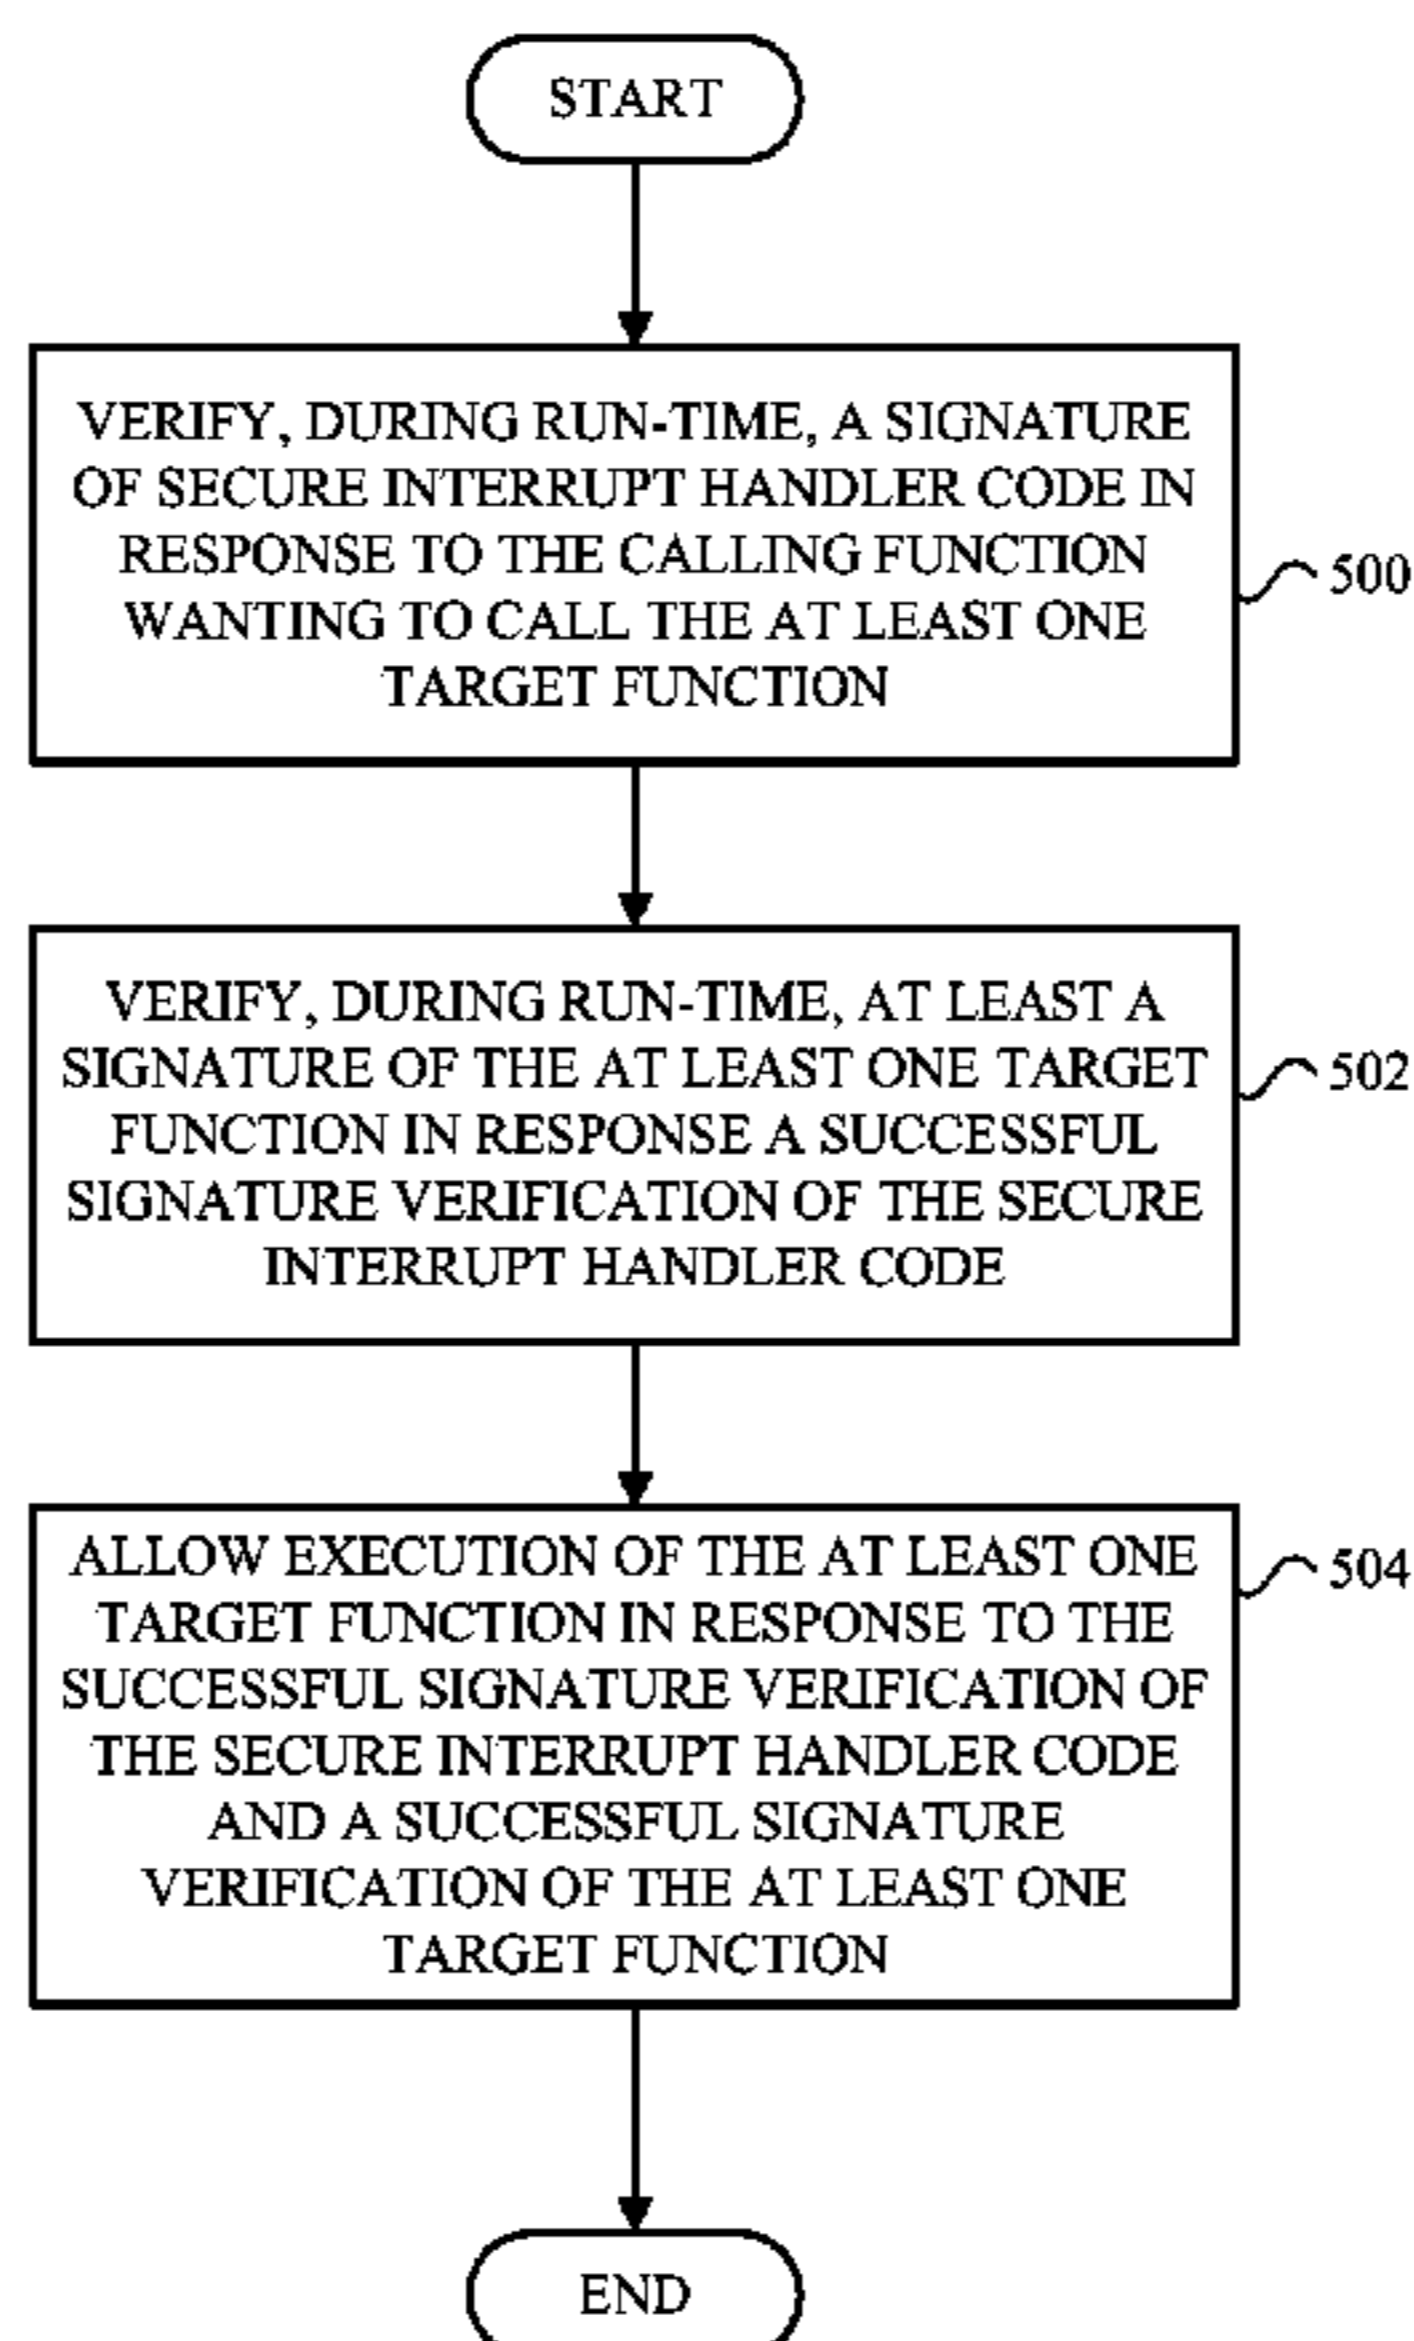 START
VERIFY, DURING RUN-TIME, A SIGNATURE
OF SECURE INTERRUPT HANDLER CODE IN
RESPONSE TO THE CALLING FUNCTION
WANTING TO CALL THE AT LEAST ONE
TARGET FUNCTION
500
VERIFY, DURING RUN-TIME, AT LEAST A
SIGNATURE OF THE AT LEAST ONE TARGET
FUNCTION IN RESPONSE A SUCCESSFUL
SIGNATURE VERIFICATION OF THE SECURE
INTERRUPT HANDLER CODE
502
ALLOW EXECUTION OF THE AT LEAST ONE
TARGET FUNCTION IN RESPONSE TO THE
SUCCESSFUL SIGNATURE VERIFICATION OF
THE SECURE INTERRUPT HANDLER CODE
AND A SUCCESSFUL SIGNATURE
VERIFICATION OF THE AT LEAST ONE
TARGET FUNCTION
504
END